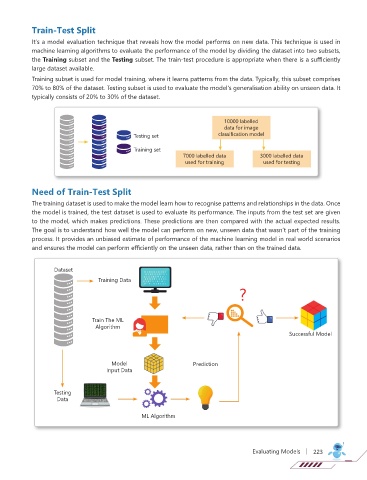 Train-Test Split
It's a model evaluation technique that reveals how the model performs on new data. This technique is used in
machine learning algorithms to evaluate the performance of the model by dividing the dataset into two subsets,
the Training subset and the Testing subset. The train-test procedure is appropriate when there is a sufficiently
large dataset available.
Training subset is used for model training, where it learns patterns from the data. Typically, this subset comprises
70% to 80% of the dataset. Testing subset is used to evaluate the model's generalisation ability on unseen data. It
typically consists of 20% to 30% of the dataset.
10000 labelled
data for image
classification model
Testing set
Training set
7000 labelled data
used for training
3000 labelled data
used for testing
Need of Train-Test Split
The training dataset is used to make the model learn how to recognise patterns and relationships in the data. Once
the model is trained, the test dataset is used to evaluate its performance. The inputs from the test set are given
to the model, which makes predictions. These predictions are then compared with the actual expected results.
The goal is to understand how well the model can perform on new, unseen data that wasn't part of the training
process. It provides an unbiased estimate of performance of the machine learning model in real world scenarios
and ensures the model can perform efficiently on the unseen data, rather than on the trained data.
Dataset
Training Data
?
Train The ML
Algorithm
Successful Model
Model
Input Data
Prediction
Testing
Data
ML Algorithm
Evaluating Models | 223